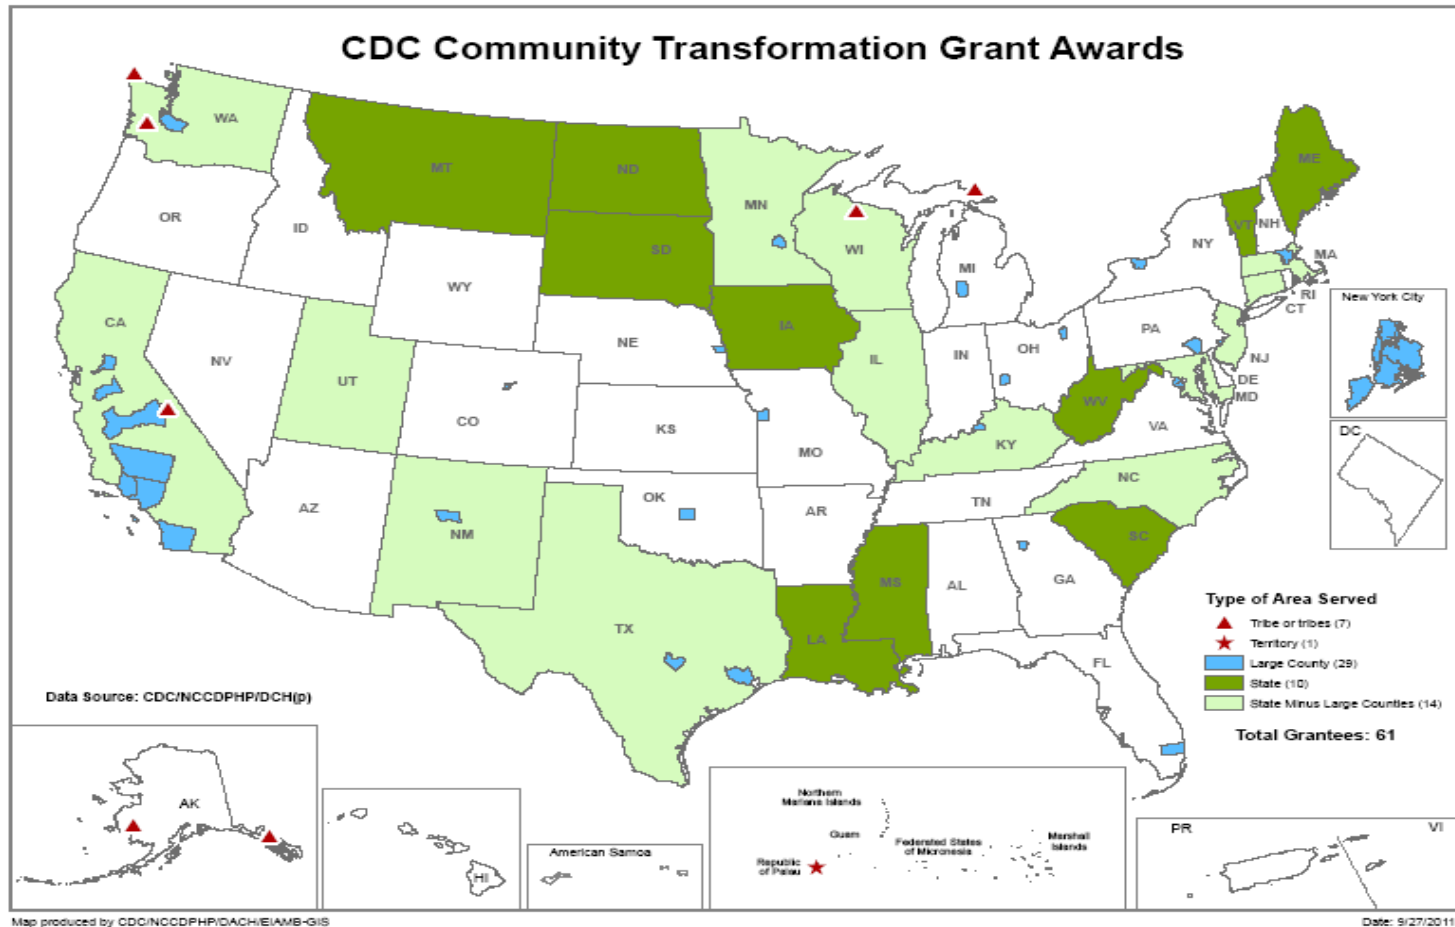 CDC Community Transformation Grant Awards
WA
MT
ND
MN
ME
OR
ID
SD
WI
MI
NY
VT
NH
MA
WY
RI
CT
New York City
CA
NV
UT
NE
IA
IL
IN
OH
PA
NJ
DE
MD
CO
KS
MO
KY
WV
VA
DC
AZ
NM
OK
AR
TN
NC
TX
LA
MS
AL
GA
SC
FL
Type of Area Served
Tribe or tribes (7)
Territory (1)
Large County (29)
State (10)
State Minus Large Counties (14)
Total Grantees: 61
Data Source: CDC/NCCDPHP/DCH(p)
AK
HI
American Samoa
Northern
Mariana Islands
Guam
Republic
of Palau
Federated States
of Micronesia
Marshall
Islands
PR
VI
Map produced by CDC/NCCDPHP/DACH/EIAMB-GIS
Date: 9/27/2011